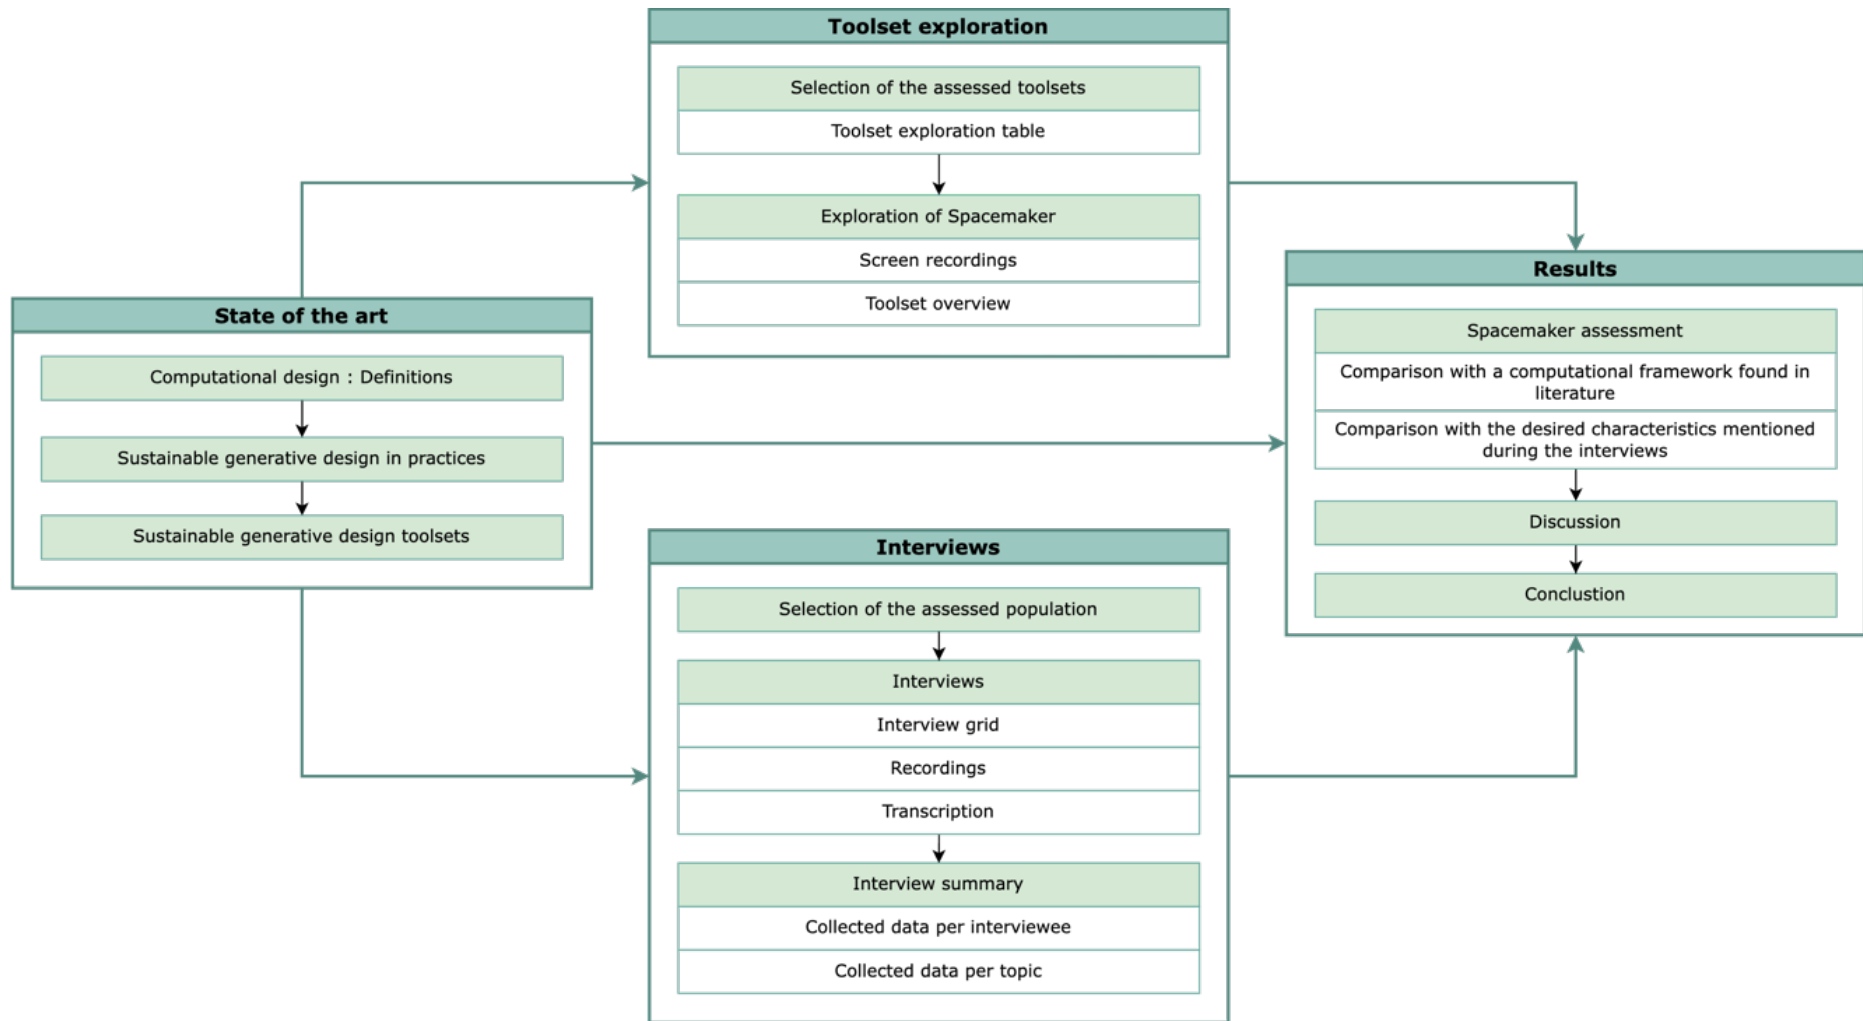 Toolset exploration
Selection of the assessed toolsets
Toolset exploration table
Exploration of Spacemaker
Screen recordings
Toolset overview
State of the art
Computational design : Definitions
Sustainable generative design in practices
Sustainable generative design toolsets
Interviews
Selection of the assessed population
Interviews
Interview grid
Recordings
Transcription
Interview summary
Collected data per interviewee
Collected data per topic
Results
Spacemaker assessment
Comparison with a computational framework found in
literature
Comparison with the desired characteristics mentioned
during the interviews
Discussion
Conclustion